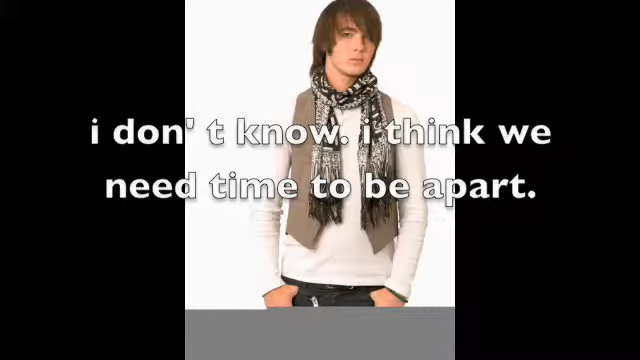 i don' t know. i think we
need time to be apart.